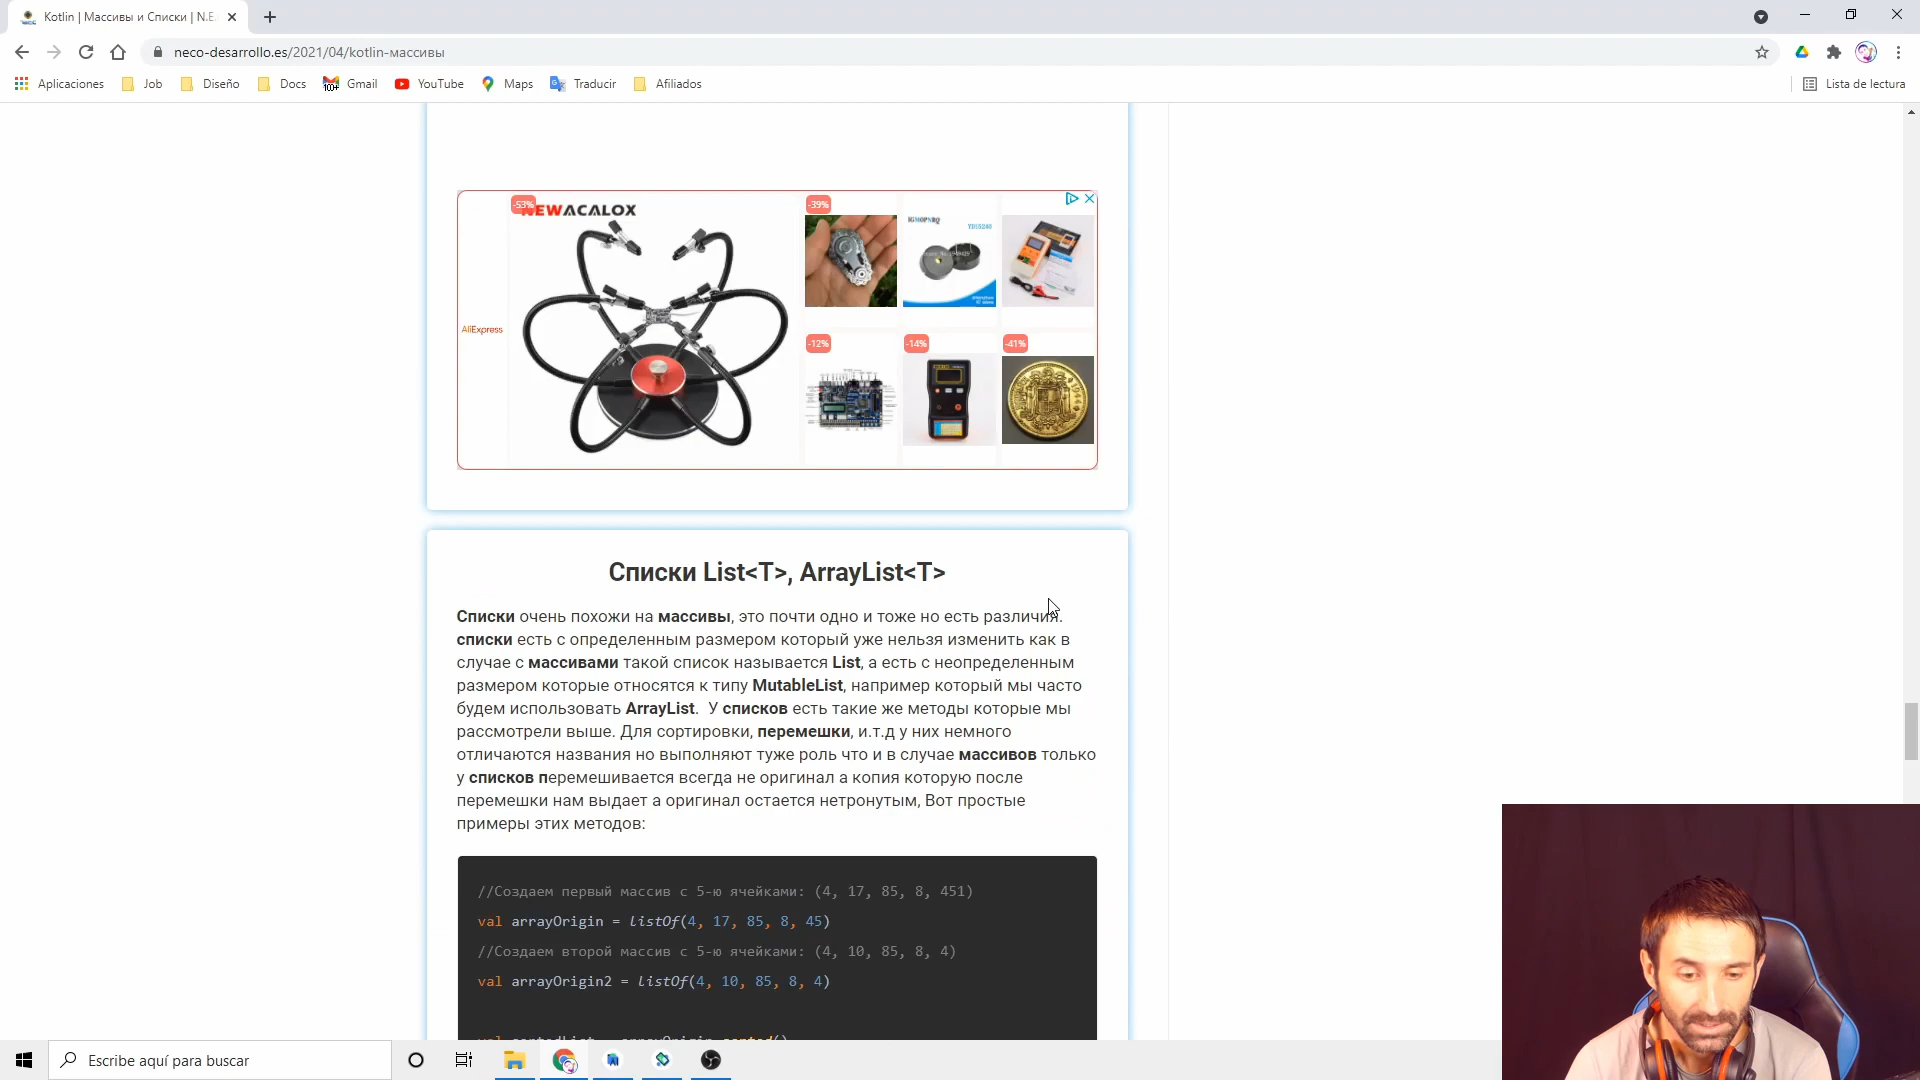 Kotlin | Массивы и Списки | N.E.
neco-desarrollo.es/2021/04/kotlin-массивы
Aplicaciones Job Diseño Docs Gmail YouTube Maps Traducir Afiliados Lista de lectura
-53% NEWACALOX
-39%
AliExpress
-12% -14% -41%
Списки List<T>, ArrayList<T>
Списки очень похожи на массивы, это почти одно и тоже но есть различия.
списки есть с определенным размером который уже нельзя изменить как в
случае с массивами такой список называется List, а есть с неопределенным
размером которые относятся к типу MutableList, например который мы часто
будем использовать ArrayList. У списков есть такие же методы которые мы
рассмотрели выше. Для сортировки, перемешки, и.т.д у них немного
отличаются названия но выполняют туже роль что и в случае массивов только
у списков перемешивается всегда не оригинал а копия которую после
перемешки нам выдает а оригинал остается нетронутым, Вот простые
примеры этих методов:
//Создаем первый массив с 5-ю ячейками: (4, 17, 85, 8, 451)
val arrayOrigin = listOf(4, 17, 85, 8, 45)
//Создаем второй массив с 5-ю ячейками: (4, 10, 85, 8, 4)
val arrayOrigin2 = listOf(4, 10, 85, 8, 4)
Escribe aquí para buscar